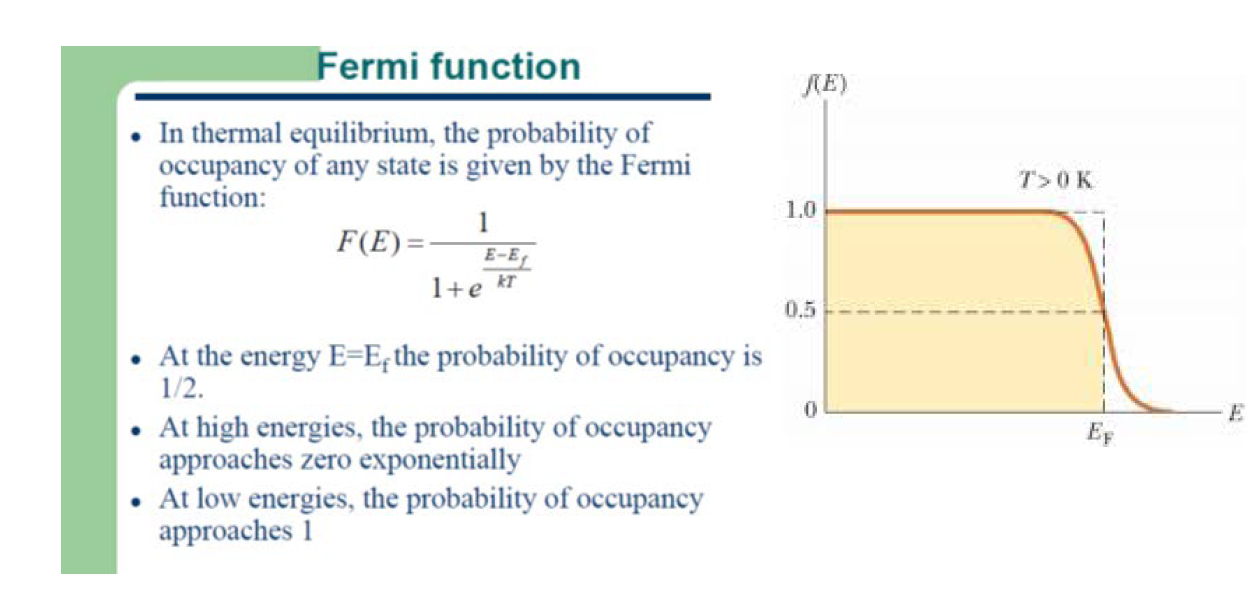 Fermi function
• In thermal equilibrium, the probability of
occupancy of any state is given by the Fermi
function:
F(E) = 1 / (1+e^((E−E_f)/kT))
• At the energy E=E_f the probability of occupancy is
1/2.
• At high energies, the probability of occupancy
approaches zero exponentially
• At low energies, the probability of occupancy
approaches 1
f(E)
T > 0 K
1.0
0.5
0
E
E_F